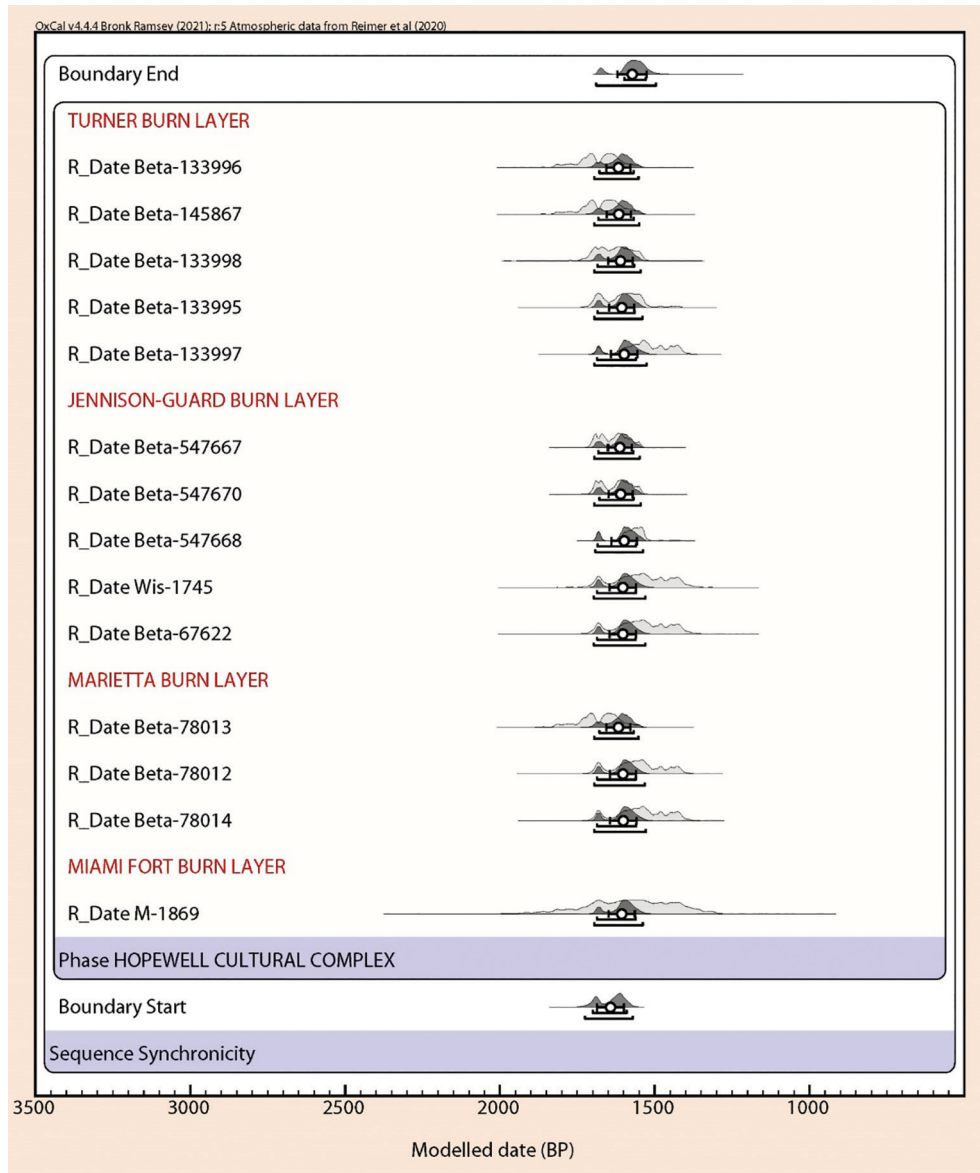 OxCal v4.4.4 Bronk Ramsey (2021); r:5 Atmospheric data from Reimer et al (2020)
Boundary End
TURNER BURN LAYER
R_Date Beta-133996
R_Date Beta-145867
R_Date Beta-133998
R_Date Beta-133995
R_Date Beta-133997
JENNISON-GUARD BURN LAYER
R_Date Beta-547667
R_Date Beta-547670
R_Date Beta-547668
R_Date Wis-1745
R_Date Beta-67622
MARIETTA BURN LAYER
R_Date Beta-78013
R_Date Beta-78012
R_Date Beta-78014
MIAMI FORT BURN LAYER
R_Date M-1869
Phase HOPEWELL CULTURAL COMPLEX
Boundary Start
Sequence Synchronicity
3500 3000 2500 2000 1500 1000
Modelled date (BP)